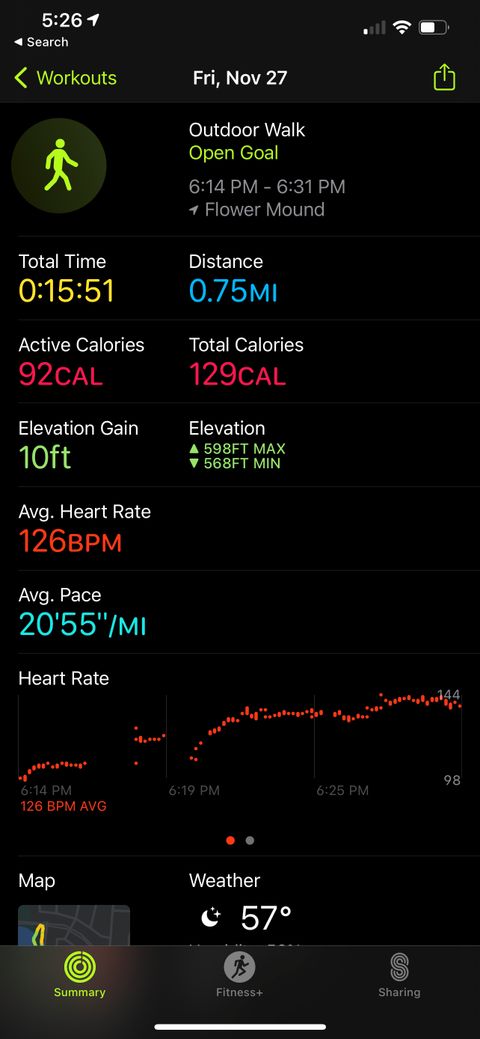 5:26
◀ Search
Workouts
Fri, Nov 27
Outdoor Walk
Open Goal
6:14 PM - 6:31 PM
Flower Mound
Total Time
Distance
0:15:51
0.75MI
Active Calories
Total Calories
92CAL
129CAL
Elevation Gain
Elevation
10ft
▲ 598FT MAX
▼ 568FT MIN
Avg. Heart Rate
126BPM
Avg. Pace
20'55"/MI
Heart Rate
144
98
6:14 PM
6:19 PM
6:25 PM
126 BPM AVG
Map
Weather
57°
Summary
Fitness+
Sharing